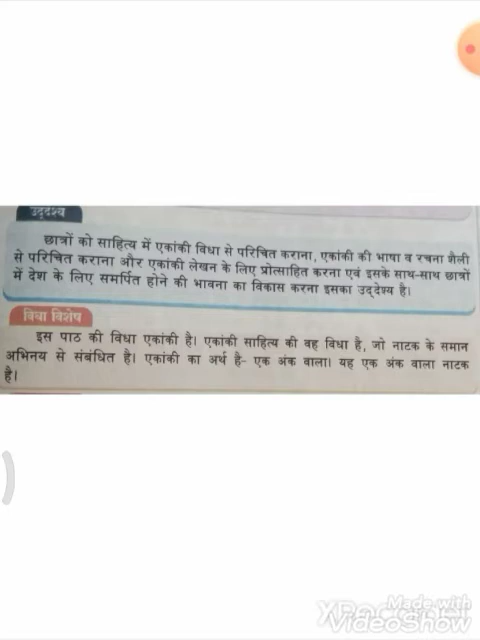 उद्देश्य
छात्रों को साहित्य में एकांकी विधा से परिचित कराना, एकांकी की भाषा व रचना शैली
से परिचित कराना और एकांकी लेखन के लिए प्रोत्साहित करना एवं इसके साथ-साथ छात्रों
में देश के लिए समर्पित होने की भावना का विकास करना इसका उद्देश्य है।
विधा विशेष
इस पाठ की विधा एकांकी है। एकांकी साहित्य की वह विधा है, जो नाटक के समान
अभिनय से संबंधित है। एकांकी का अर्थ है- एक अंक वाला। यह एक अंक वाला नाटक
है।
Made with
VideoShow